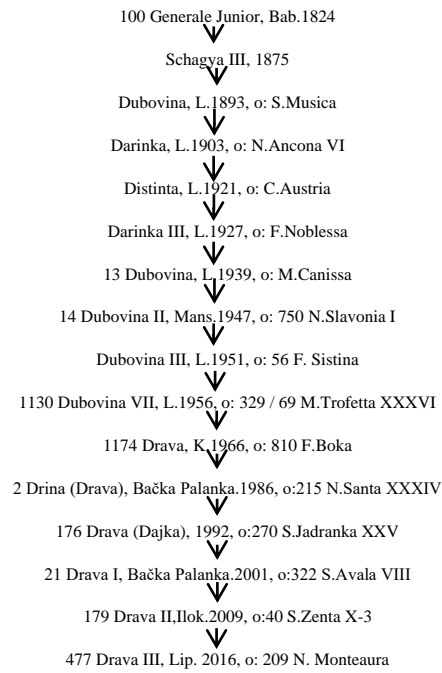 100 Generale Junior, Bab.1824
Schagya III, 1875
Dubovina, L.1893, o: S.Musica
Darinka, L.1903, o: N.Ancona VI
Distinta, L.1921, o: C.Austria
Darinka III, L.1927, o: F.Noblessa
13 Dubovina, L.1939, o: M.Canissa
14 Dubovina II, Mans.1947, o: 750 N.Slavonia I
Dubovina III, L.1951, o: 56 F. Sistina
1130 Dubovina VII, L.1956, o: 329 / 69 M.Trofetta XXXVI
1174 Drava, K.1966, o: 810 F.Boka
2 Drina (Drava), Bačka Palanka.1986, o:215 N.Santa XXXIV
176 Drava (Dajka), 1992, o:270 S.Jadranka XXV
21 Drava I, Bačka Palanka.2001, o:322 S.Avala VIII
179 Drava II,Ilok.2009, o:40 S.Zenta X-3
477 Drava III, Lip. 2016, o: 209 N. Monteaura